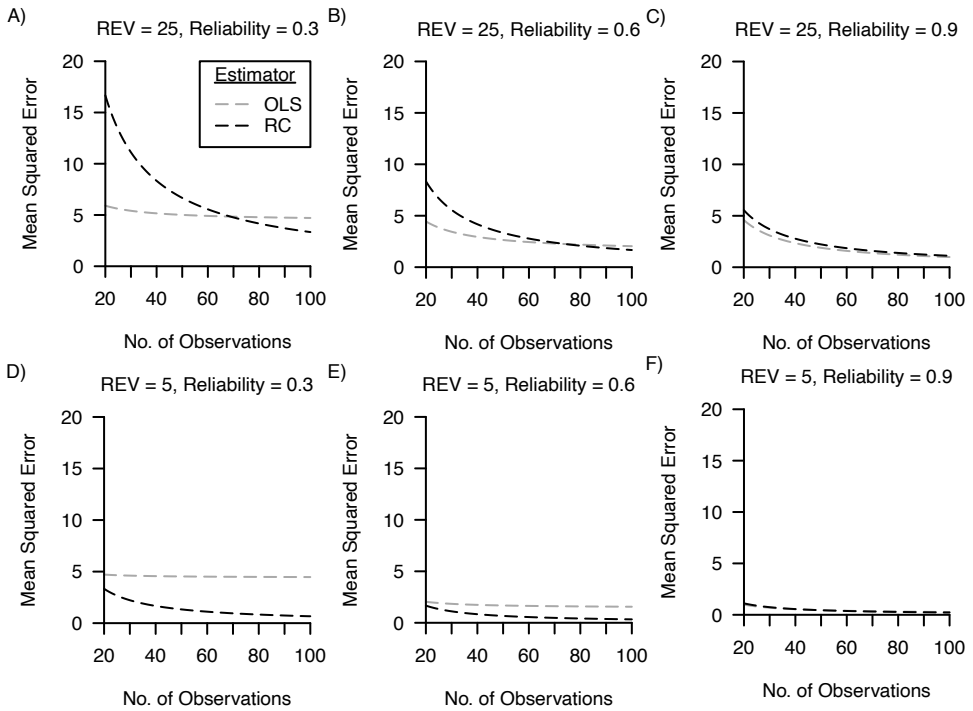 A)
REV = 25, Reliability = 0.3
Mean Squared Error
20
15
10
5
0
Estimator
OLS
RC
20 40 60 80 100
No. of Observations
B)
REV = 25, Reliability = 0.6
Mean Squared Error
20
15
10
5
0
20 40 60 80 100
No. of Observations
C)
REV = 25, Reliability = 0.9
Mean Squared Error
20
15
10
5
0
20 40 60 80 100
No. of Observations
D)
REV = 5, Reliability = 0.3
Mean Squared Error
20
15
10
5
0
20 40 60 80 100
No. of Observations
E)
REV = 5, Reliability = 0.6
Mean Squared Error
20
15
10
5
0
20 40 60 80 100
No. of Observations
F)
REV = 5, Reliability = 0.9
Mean Squared Error
20
15
10
5
0
20 40 60 80 100
No. of Observations